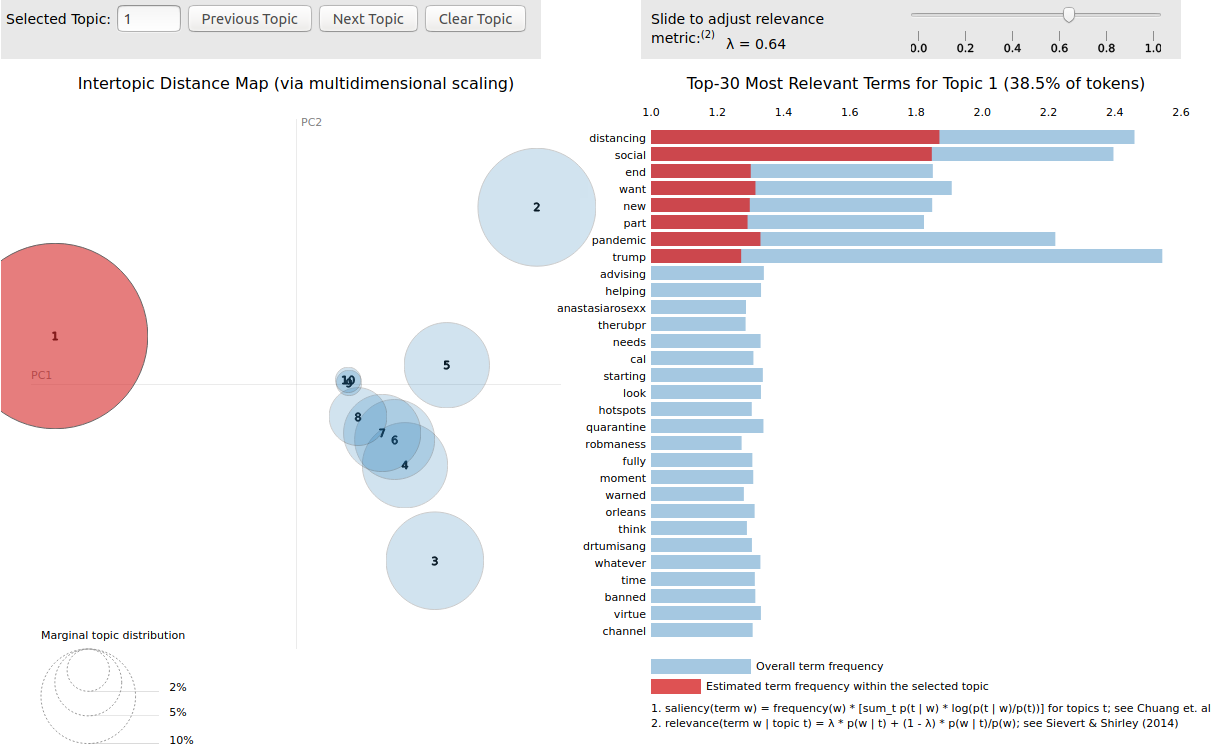 Selected Topic: 1 Previous Topic Next Topic Clear Topic
Slide to adjust relevance
metric:(2) λ = 0.64
0.0 0.2 0.4 0.6 0.8 1.0
Intertopic Distance Map (via multidimensional scaling)
PC2
PC1
1
2
3
4
5
6
7
8
9
10
Marginal topic distribution
2%
5%
10%
Top-30 Most Relevant Terms for Topic 1 (38.5% of tokens)
1.0 1.2 1.4 1.6 1.8 2.0 2.2 2.4 2.6
distancing
social
end
want
new
part
pandemic
trump
advising
helping
anastasiarosexx
therubpr
needs
cal
starting
look
hotspots
quarantine
robmaness
fully
moment
warned
orleans
think
drtumisang
whatever
time
banned
virtue
channel
Overall term frequency
Estimated term frequency within the selected topic
1. saliency(term w) = frequency(w) * [sum_t p(t | w) * log(p(t | w)/p(t))] for topics t; see Chuang et. al
2. relevance(term w | topic t) = λ * p(w | t) + (1 - λ) * p(w | t)/p(w); see Sievert & Shirley (2014)